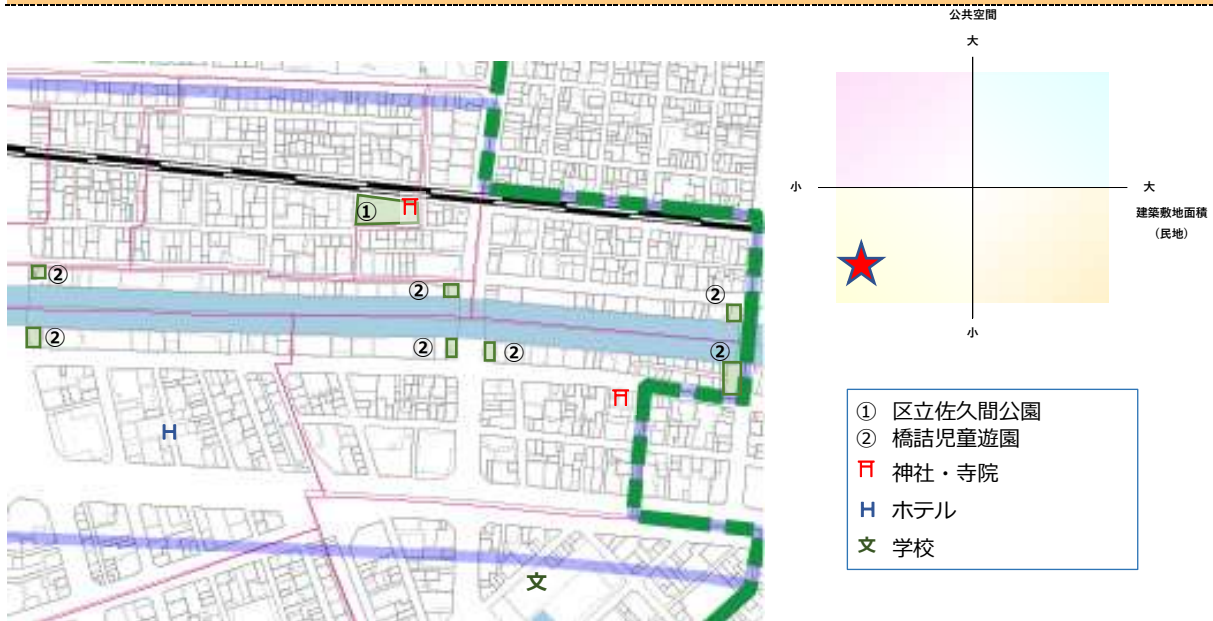 公共空間
大
小
大
建築敷地面積
(民地)
小
①
②
②
②
②
②
②
②
H
文
① 区立佐久間公園
② 橋詰児童遊園
神社・寺院
H ホテル
文 学校